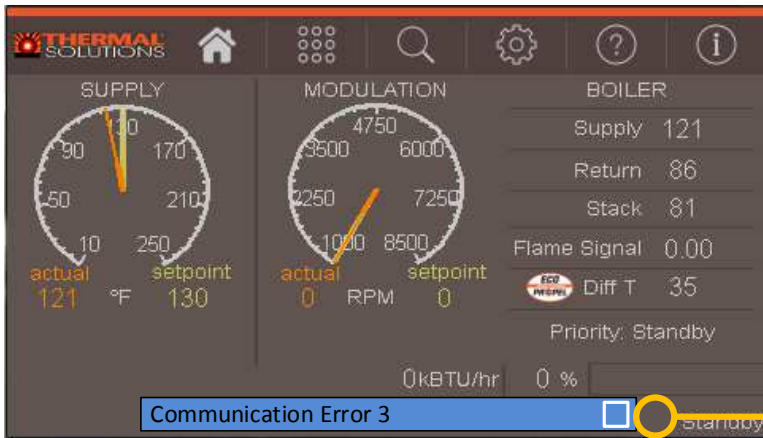 THERMAL
SOLUTIONS
?
i
SUPPLY
MODULATION
BOILER
10
50
90
130
170
210
250
1000
2250
3500
4750
6000
7250
8500
actual
setpoint
121 °F 130
actual
setpoint
0 RPM 0
Supply 121
Return 86
Stack 81
Flame Signal 0.00
ECO
Diff T 35
Priority: Standby
0kBTU/hr 0 %
Communication Error 3
Standby